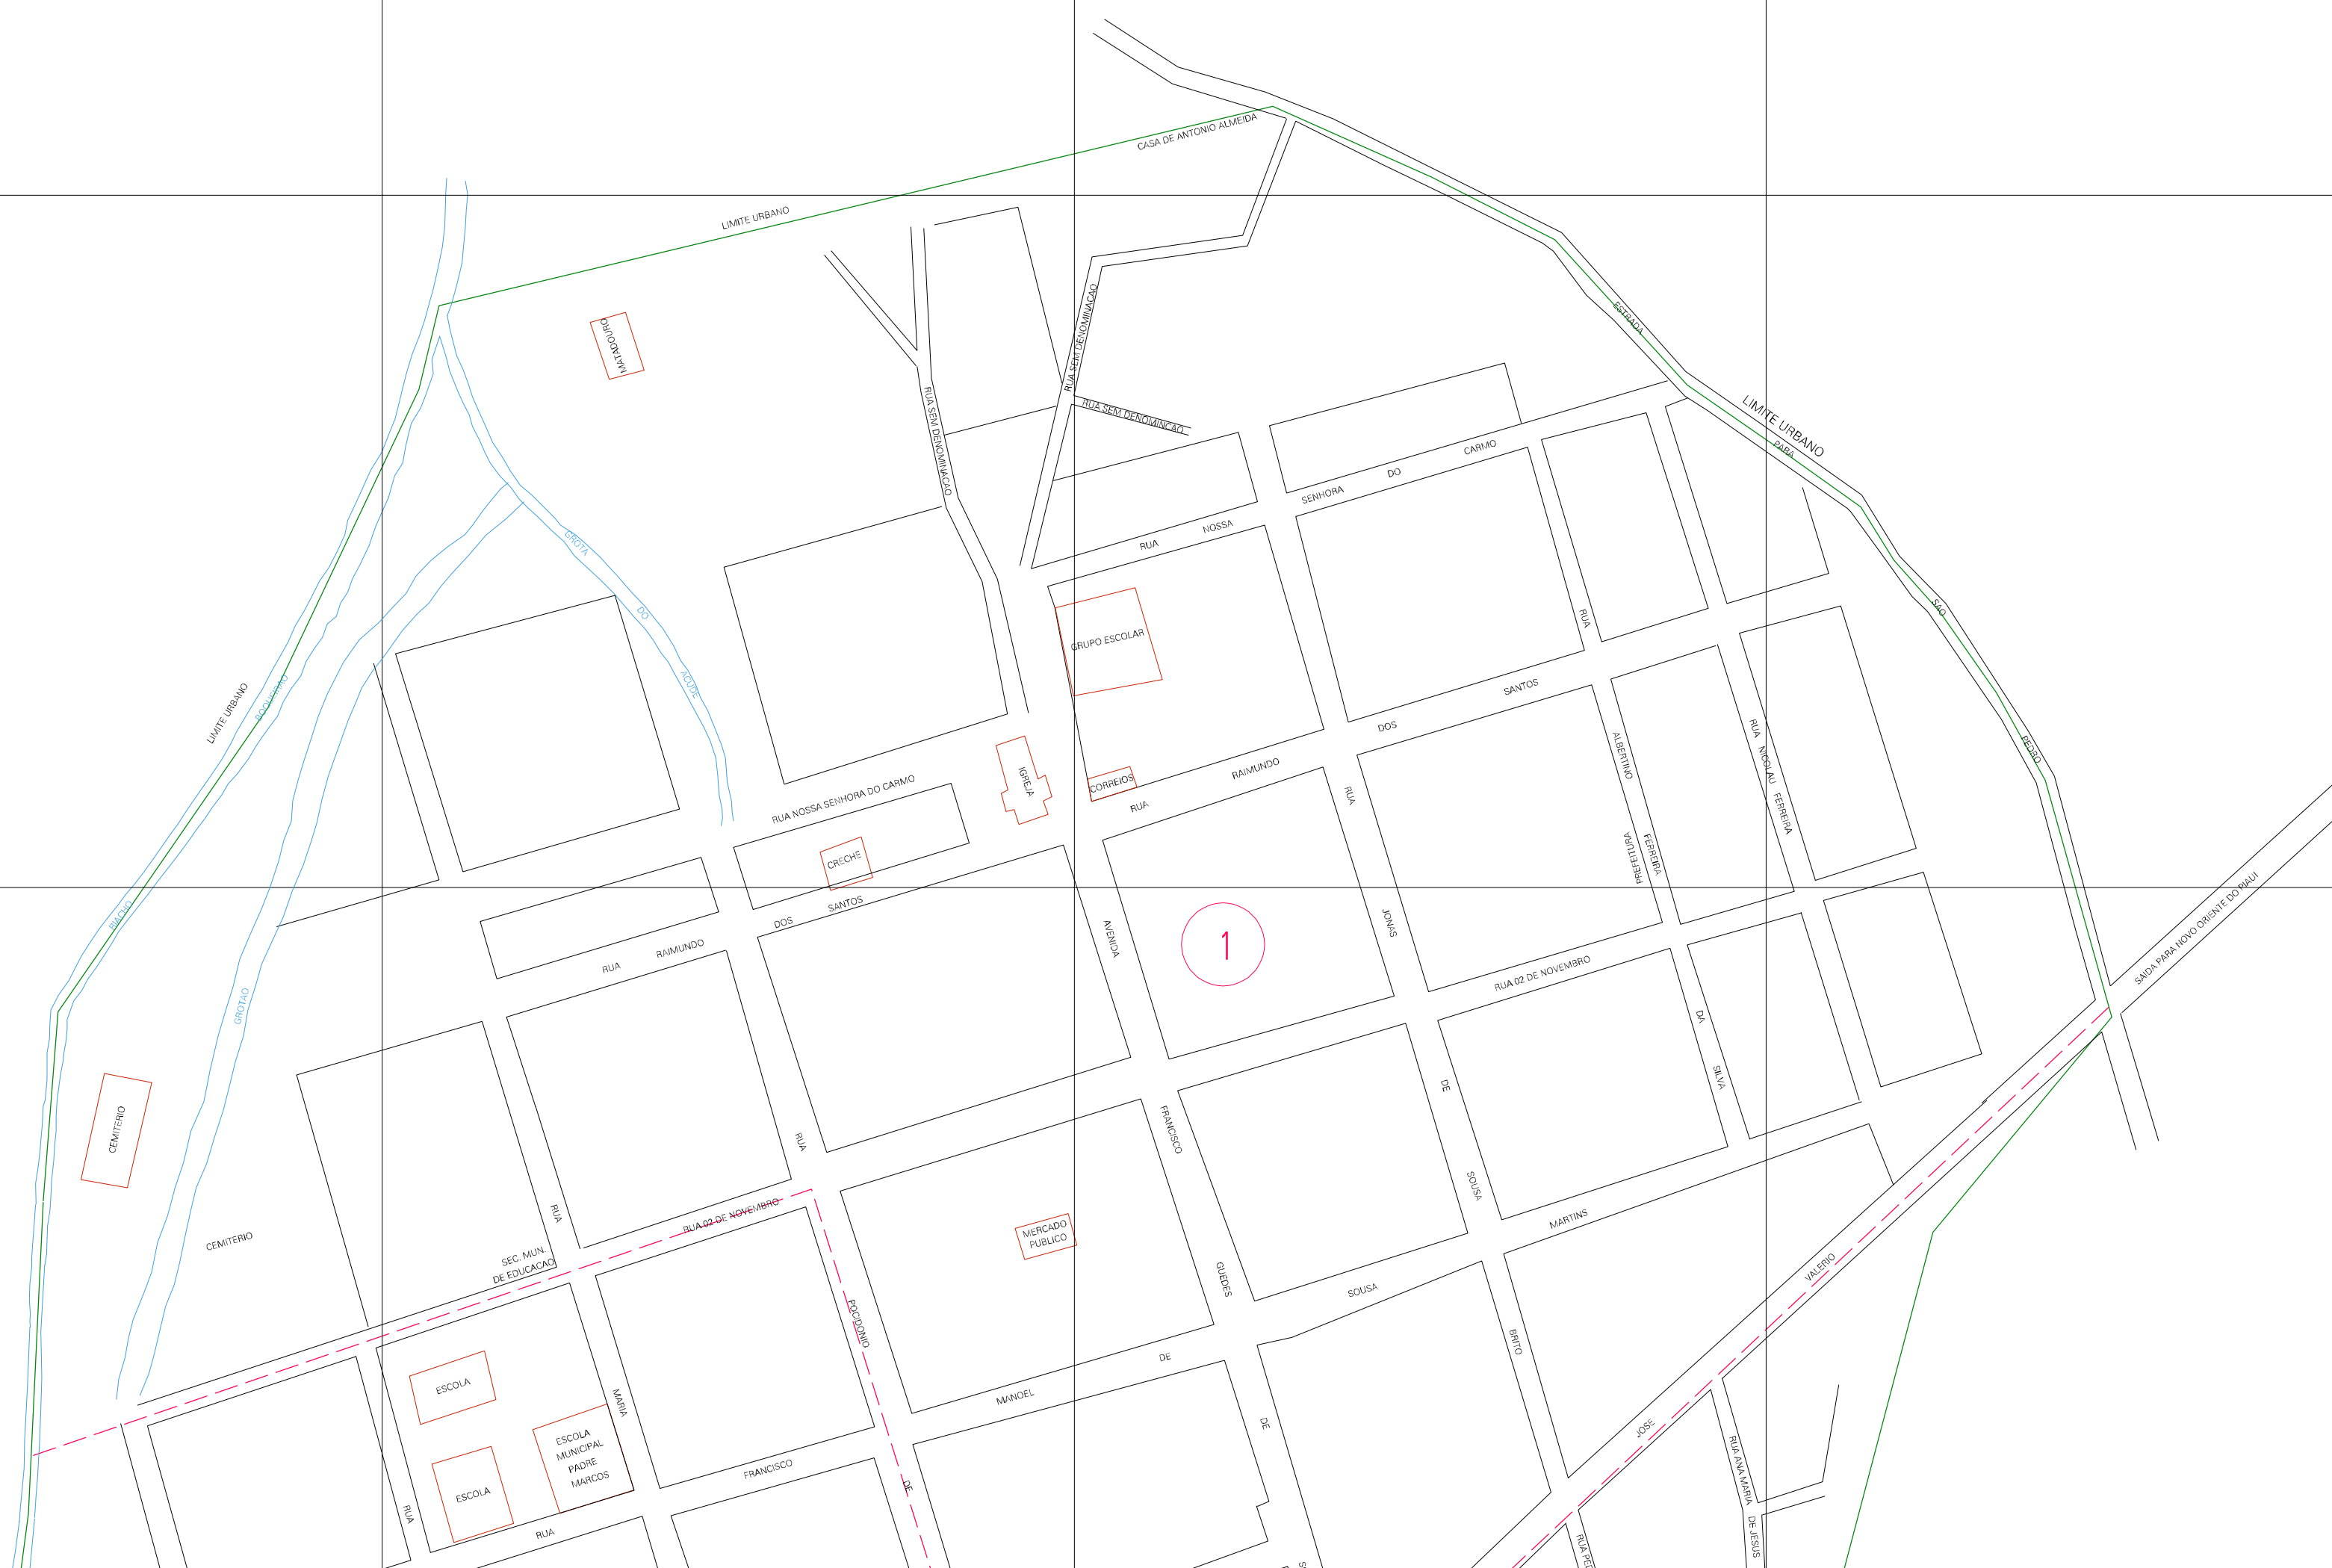 CASA DE ANTONIO ALMEIDA
LIMITE URBANO
MATADOURO
RUA SEM DENOMINACAO
RUA SEM DENOMINACAO
RUA SEM DENOMINCAO
ESTRADA
LIMITE URBANO
PARA
SAO
PEDRO
RUA
NOSSA
SENHORA
DO
CARMO
GROTA
DO
ACUDE
LIMITE URBANO
BOQUEIRAO
RIACHO
GROTAO
GRUPO ESCOLAR
CORREIOS
IGREJA
RUA NOSSA SENHORA DO CARMO
CRECHE
RUA
RAIMUNDO
DOS
SANTOS
RUA
RAIMUNDO
DOS
SANTOS
RUA
ALBERTINO
FERREIRA
PREFEITURA
DA
SILVA
RUA
NICOLAU
FERREIRA
RUA
JONAS
DE
SOUSA
BRITO
1
AVENIDA
FRANCISCO
GUEDES
DE
RUA 02 DE NOVEMBRO
SAIDA PARA NOVO ORIENTE DO PIAUI
CEMITERIO
CEMITERIO
SEC. MUN.
DE EDUCACAO
RUA 02 DE NOVEMBRO
RUA
POCIDONIO
DE
MERCADO
PUBLICO
RUA
MARIA
ESCOLA
ESCOLA
ESCOLA
MUNICIPAL
PADRE
MARCOS
RUA
RUA
FRANCISCO
MANOEL
DE
SOUSA
MARTINS
JOSE
VALERIO
RUA ANA MARIA
DE JESUS